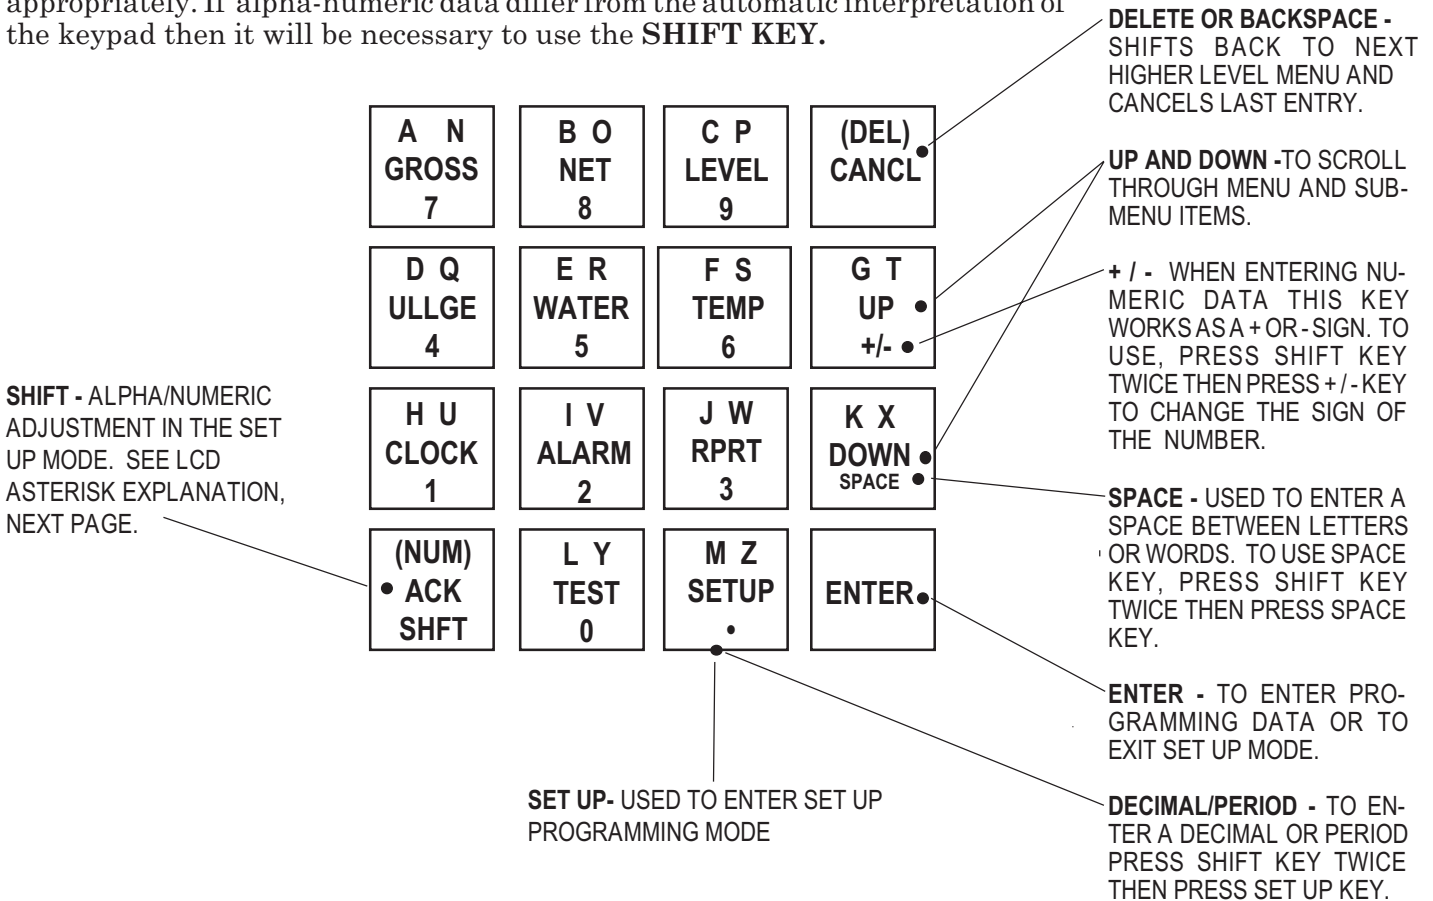 appropriately. If alpha-numeric data differ from the automatic interpretation of
the keypad then it will be necessary to use the SHIFT KEY.
A N
GROSS
7
B O
NET
8
C P
LEVEL
9
(DEL)
CANCL
D Q
ULLGE
4
E R
WATER
5
F S
TEMP
6
G T
UP
+/-
H U
CLOCK
1
I V
ALARM
2
J W
RPRT
3
K X
DOWN
SPACE
(NUM)
ACK
SHFT
L Y
TEST
0
M Z
SETUP
•
ENTER
SHIFT - ALPHA/NUMERIC
ADJUSTMENT IN THE SET
UP MODE. SEE LCD
ASTERISK EXPLANATION,
NEXT PAGE.
SET UP- USED TO ENTER SET UP
PROGRAMMING MODE
DELETE OR BACKSPACE -
SHIFTS BACK TO NEXT
HIGHER LEVEL MENU AND
CANCELS LAST ENTRY.
UP AND DOWN -TO SCROLL
THROUGH MENU AND SUB-
MENU ITEMS.
+ / - WHEN ENTERING NU-
MERIC DATA THIS KEY
WORKS AS A + OR - SIGN. TO
USE, PRESS SHIFT KEY
TWICE THEN PRESS + / - KEY
TO CHANGE THE SIGN OF
THE NUMBER.
SPACE - USED TO ENTER A
SPACE BETWEEN LETTERS
OR WORDS. TO USE SPACE
KEY, PRESS SHIFT KEY
TWICE THEN PRESS SPACE
KEY.
ENTER - TO ENTER PRO-
GRAMMING DATA OR TO
EXIT SET UP MODE.
DECIMAL/PERIOD - TO EN-
TER A DECIMAL OR PERIOD
PRESS SHIFT KEY TWICE
THEN PRESS SET UP KEY.